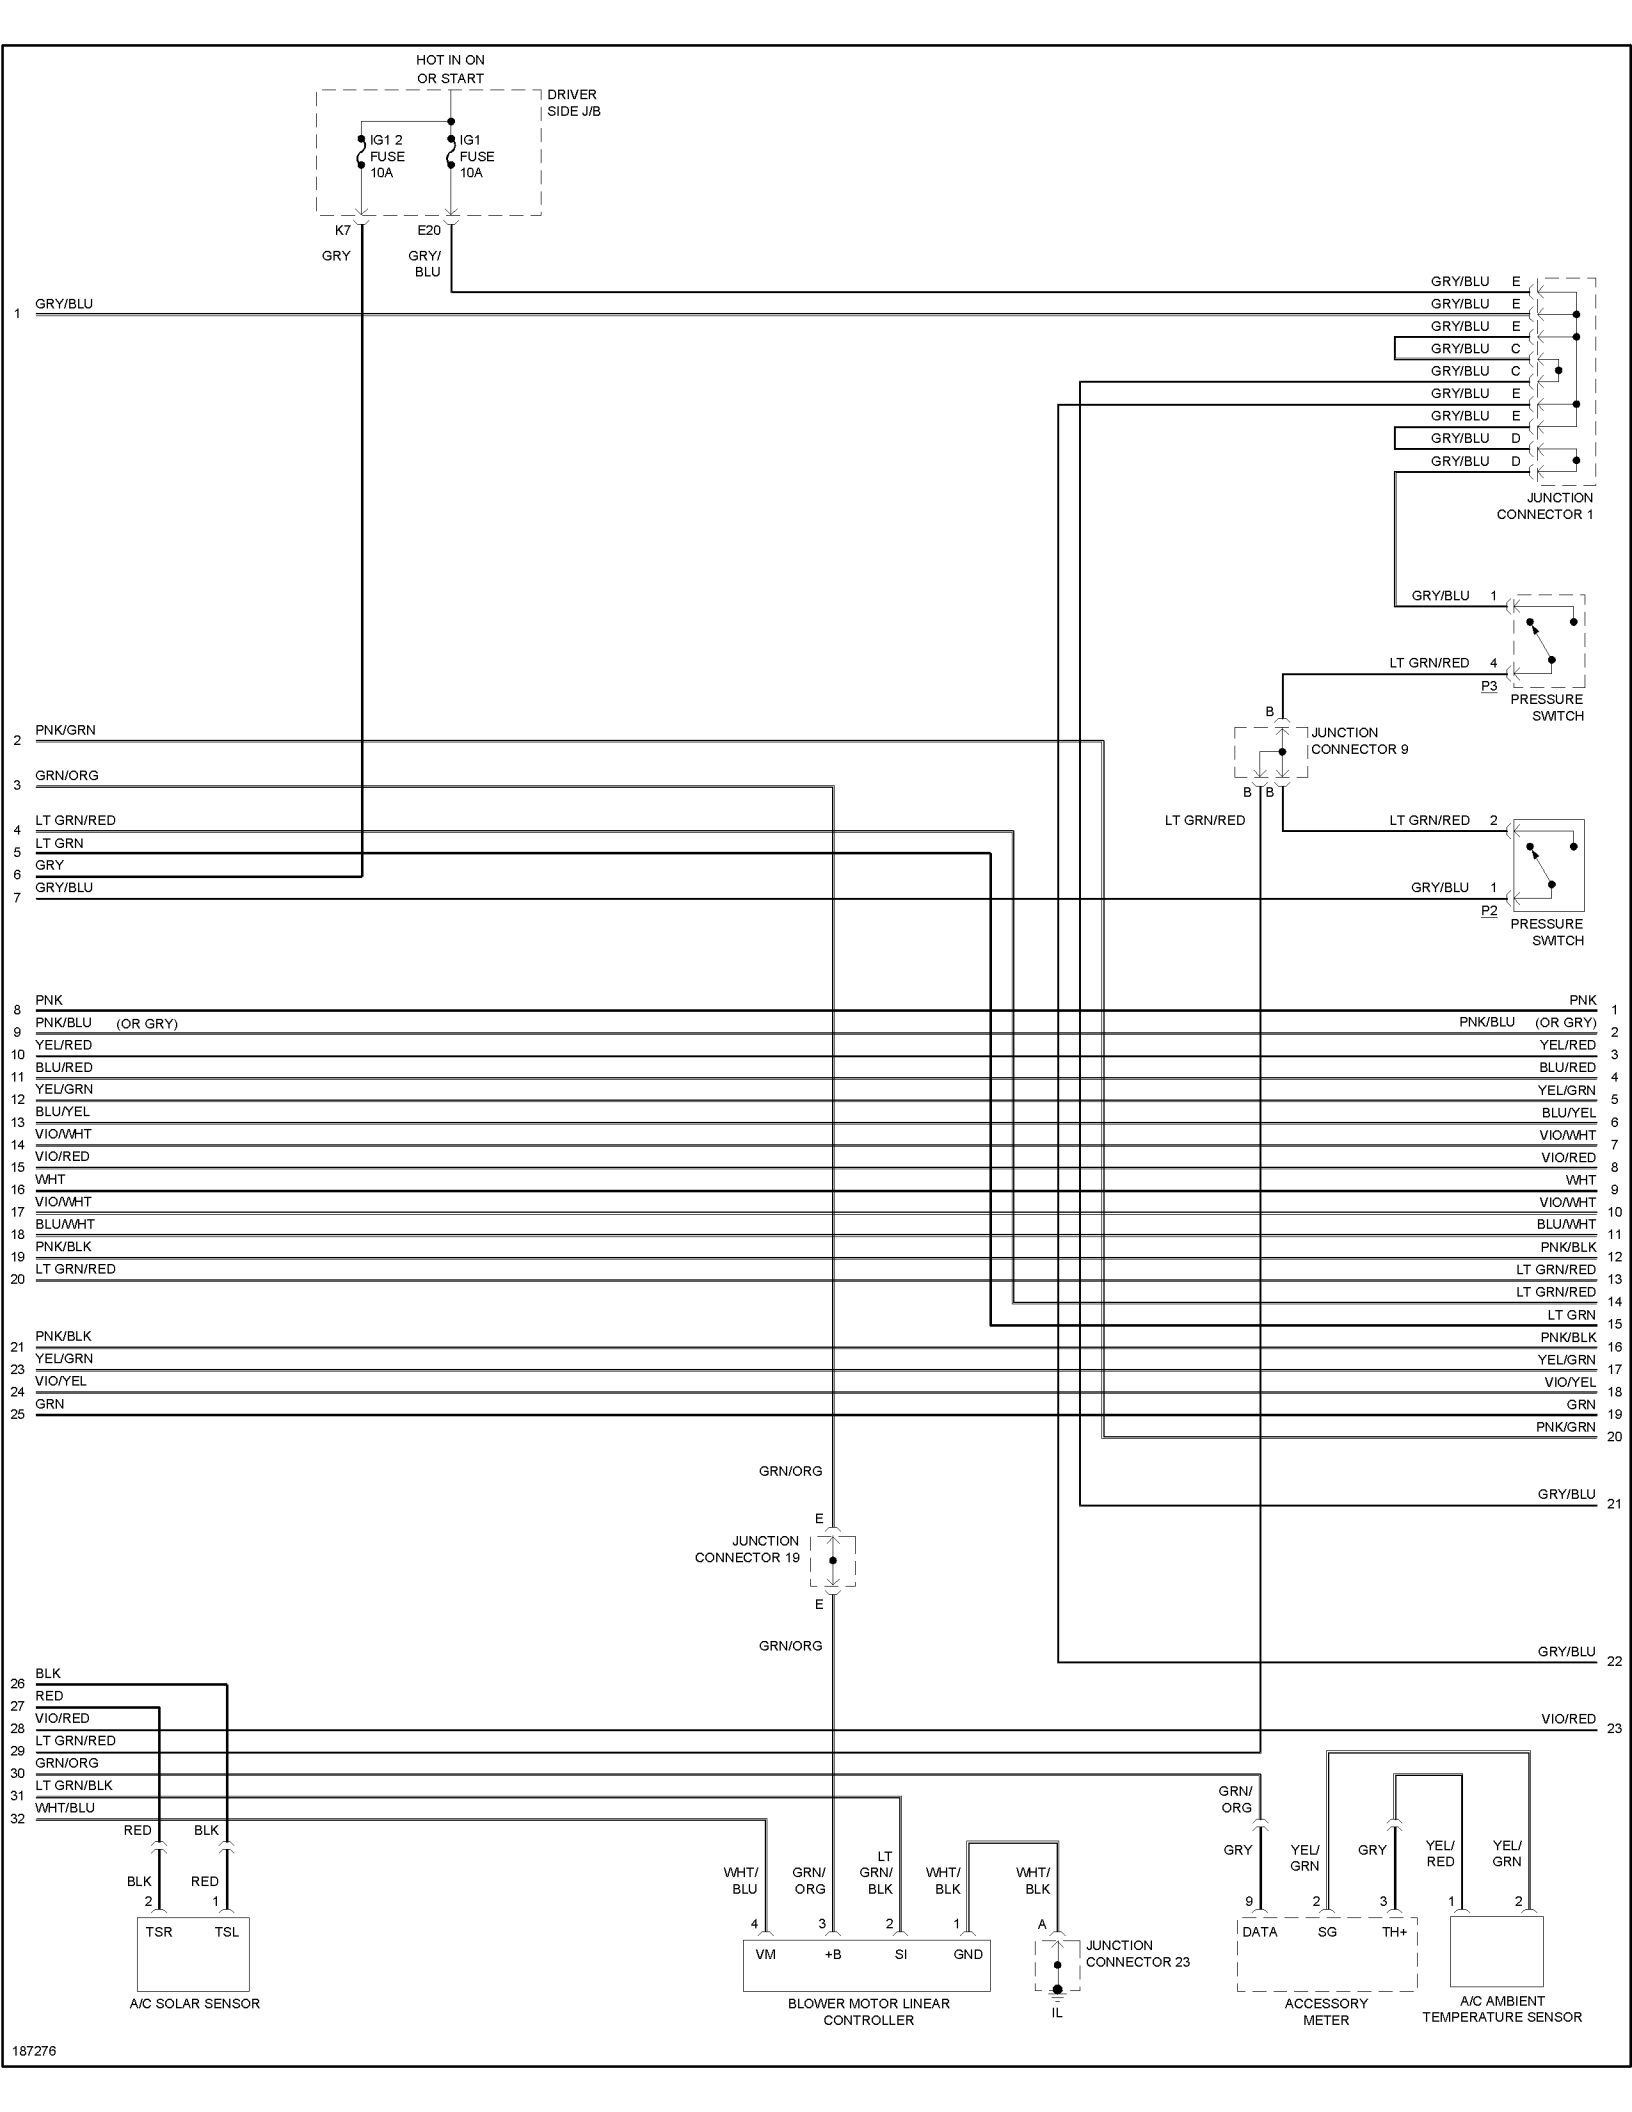 HOT IN ON
OR START
DRIVER
SIDE J/B
IG1 2
FUSE
10A
IG1
FUSE
10A
K7
E20
GRY
GRY/
BLU
GRY/BLU E
1 GRY/BLU
GRY/BLU E
GRY/BLU E
GRY/BLU C
GRY/BLU C
GRY/BLU E
GRY/BLU E
GRY/BLU D
GRY/BLU D
JUNCTION
CONNECTOR 1
GRY/BLU 1
LT GRN/RED 4
P3
PRESSURE
SWITCH
B
JUNCTION
CONNECTOR 9
B B
LT GRN/RED
LT GRN/RED 2
GRY/BLU 1
P2
PRESSURE
SWITCH
2 PNK/GRN
3 GRN/ORG
4 LT GRN/RED
5 LT GRN
6 GRY
7 GRY/BLU
8 PNK PNK 1
9 PNK/BLU (OR GRY) PNK/BLU (OR GRY) 2
10 YEL/RED YEL/RED 3
11 BLU/RED BLU/RED 4
12 YEL/GRN YEL/GRN 5
13 BLU/YEL BLU/YEL 6
14 VIO/WHT VIO/WHT 7
15 VIO/RED VIO/RED 8
16 WHT WHT 9
17 VIO/WHT VIO/WHT 10
18 BLU/WHT BLU/WHT 11
19 PNK/BLK PNK/BLK 12
20 LT GRN/RED LT GRN/RED 13
LT GRN/RED 14
LT GRN 15
21 PNK/BLK PNK/BLK 16
23 YEL/GRN YEL/GRN 17
24 VIO/YEL VIO/YEL 18
25 GRN GRN 19
PNK/GRN 20
GRN/ORG
GRY/BLU 21
E
JUNCTION
CONNECTOR 19
E
GRN/ORG
GRY/BLU 22
26 BLK
27 RED
28 VIO/RED VIO/RED 23
29 LT GRN/RED
30 GRN/ORG
31 LT GRN/BLK
32 WHT/BLU
RED BLK
BLK RED
2 1
TSR TSL
A/C SOLAR SENSOR
WHT/
BLU
GRN/
ORG
LT
GRN/
BLK
WHT/
BLK
WHT/
BLK
4 3 2 1 A
VM +B SI GND
BLOWER MOTOR LINEAR
CONTROLLER
JUNCTION
CONNECTOR 23
IL
GRN/
ORG
GRY
YEL/
GRN
GRY
YEL/
RED
YEL/
GRN
9 2 3 1 2
DATA SG TH+
ACCESSORY
METER
A/C AMBIENT
TEMPERATURE SENSOR
187276